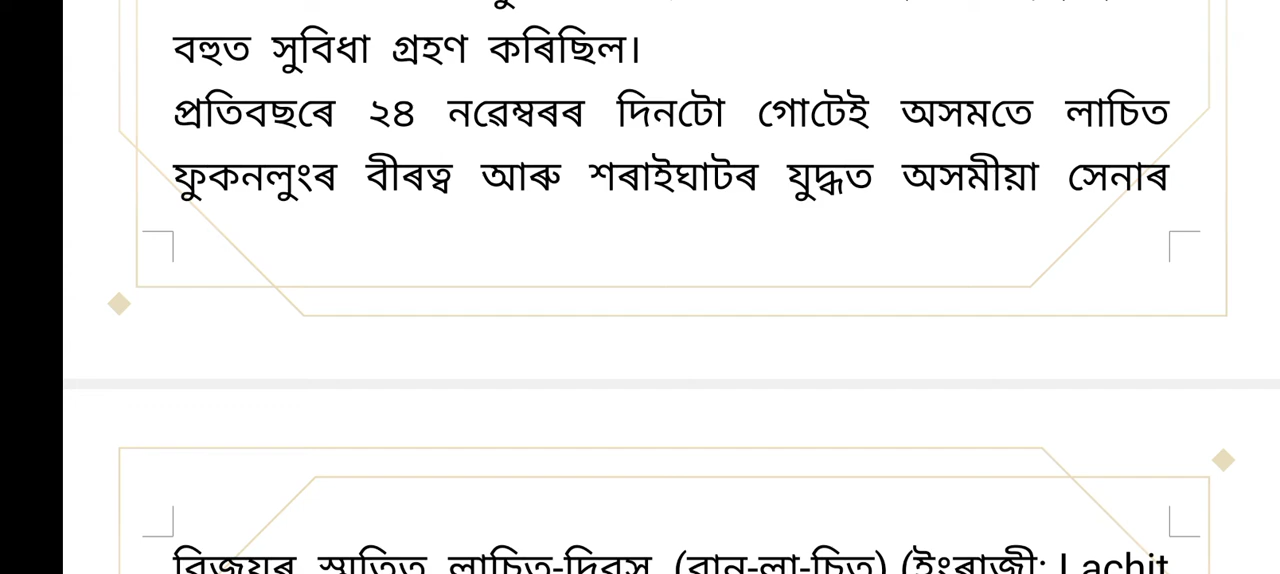 বহুত সুবিধা গ্ৰহণ কৰিছিল।
প্ৰতিবছৰে ২৪ নৱেম্বৰৰ দিনটো গোটেই অসমতে লাচিত
ফুকনলুংৰ বীৰত্ব আৰু শৰাইঘাটৰ যুদ্ধত অসমীয়া সেনাৰ
বিজয়ৰ স্মৃতিত লাচিত-দিৱস (বান-লা-চিত) (ইংৰাজী: Lachit